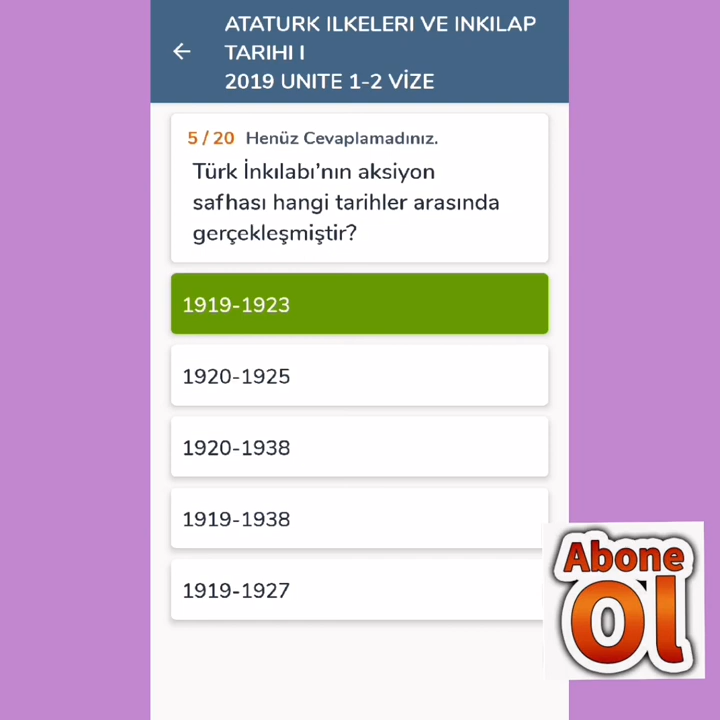 ATATURK ILKELERI VE INKILAP
TARIHI I
2019 UNITE 1-2 VİZE
5 / 20 Henüz Cevaplamadınız.
Türk İnkılabı'nın aksiyon
safhası hangi tarihler arasında
gerçekleşmiştir?
1919-1923
1920-1925
1920-1938
1919-1938
1919-1927
Abone
Ol